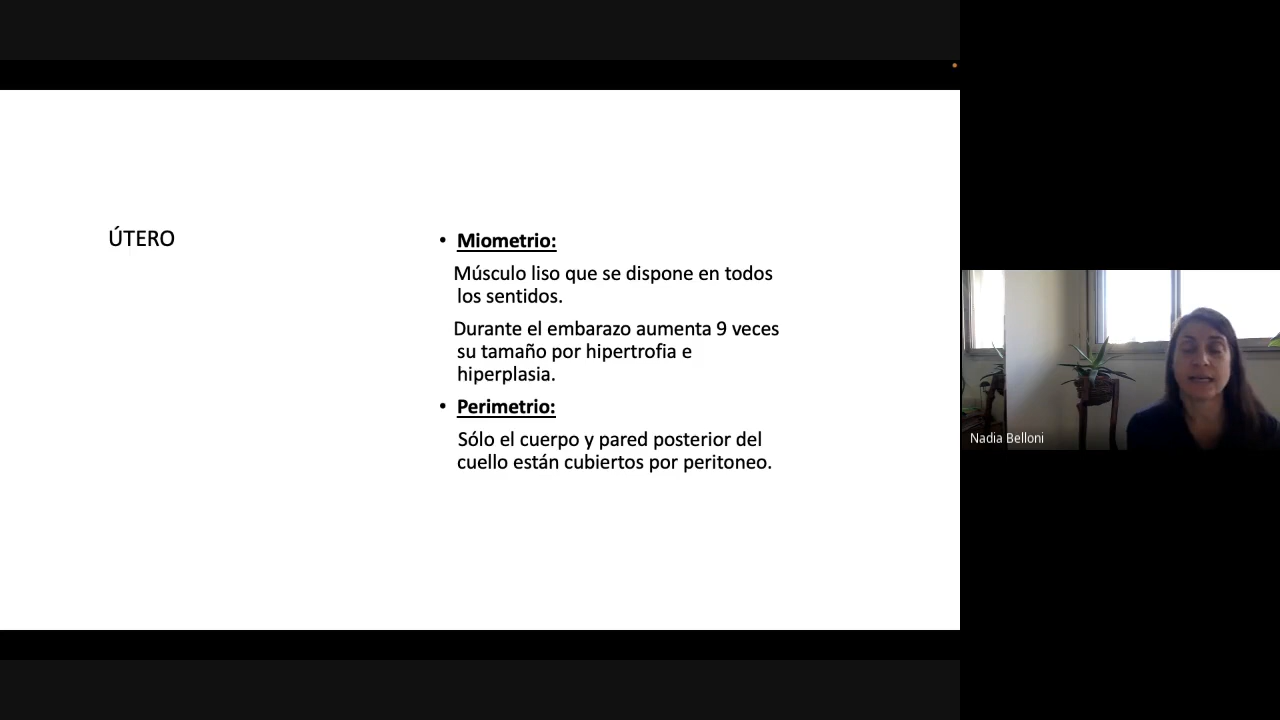 ÚTERO
• Miometrio:
Músculo liso que se dispone en todos
los sentidos.
Durante el embarazo aumenta 9 veces
su tamaño por hipertrofia e
hiperplasia.
• Perimetrio:
Sólo el cuerpo y pared posterior del
cuello están cubiertos por peritoneo.
Nadia Belloni